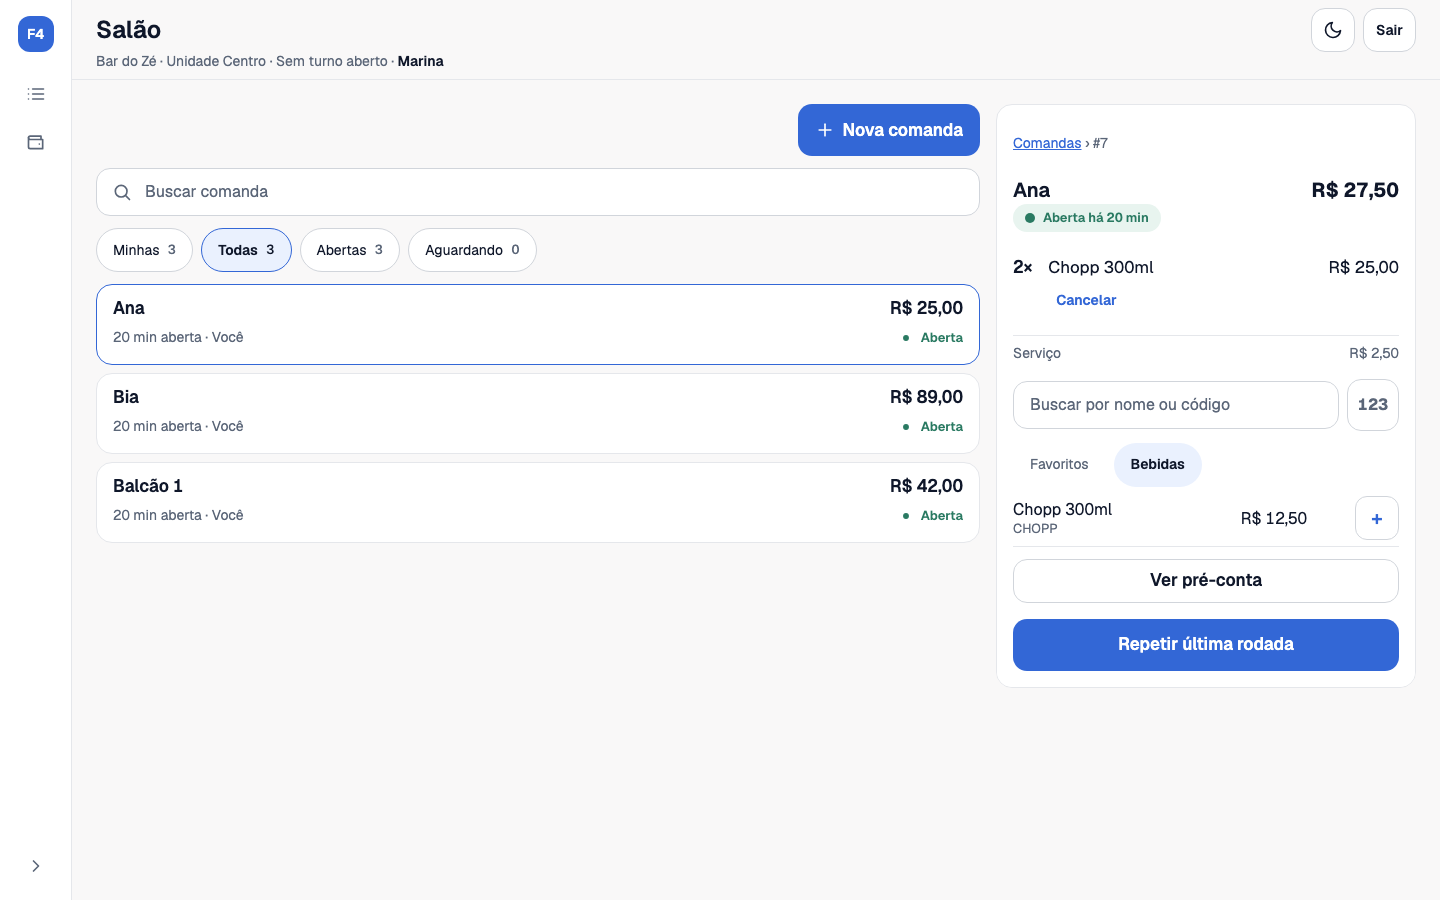 F4
Salão
Bar do Zé · Unidade Centro · Sem turno aberto · Marina
Sair
+ Nova comanda
Buscar comanda
Minhas 3
Todas 3
Abertas 3
Aguardando 0
Ana R$ 25,00
20 min aberta · Você Aberta
Bia R$ 89,00
20 min aberta · Você Aberta
Balcão 1 R$ 42,00
20 min aberta · Você Aberta
Comandas › #7
Ana R$ 27,50
Aberta há 20 min
2× Chopp 300ml R$ 25,00
Cancelar
Serviço R$ 2,50
Buscar por nome ou código 123
Favoritos Bebidas
Chopp 300ml R$ 12,50 +
CHOPP
Ver pré-conta
Repetir última rodada